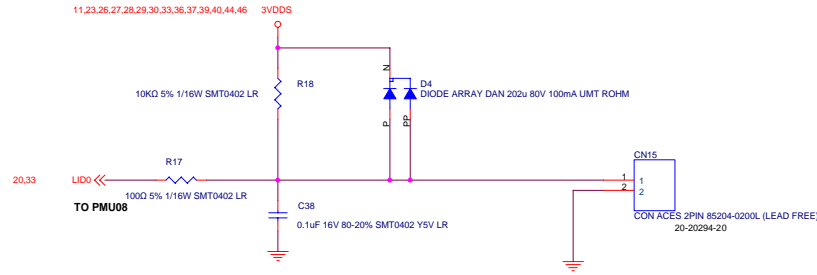 11,23,26,27,28,29,30,33,36,37,39,40,44,46 3VDDS
R18
10KΩ 5% 1/16W SMT0402 LR
N
D4
DIODE ARRAY DAN 202u 80V 100mA UMT ROHM
P
PP
R17
20,33 LID0
100Ω 5% 1/16W SMT0402 LR
TO PMU08
C38
0.1uF 16V 80-20% SMT0402 Y5V LR
CN15
1 1
2 2
CON ACES 2PIN 85204-0200L (LEAD FREE)
20-20294-20